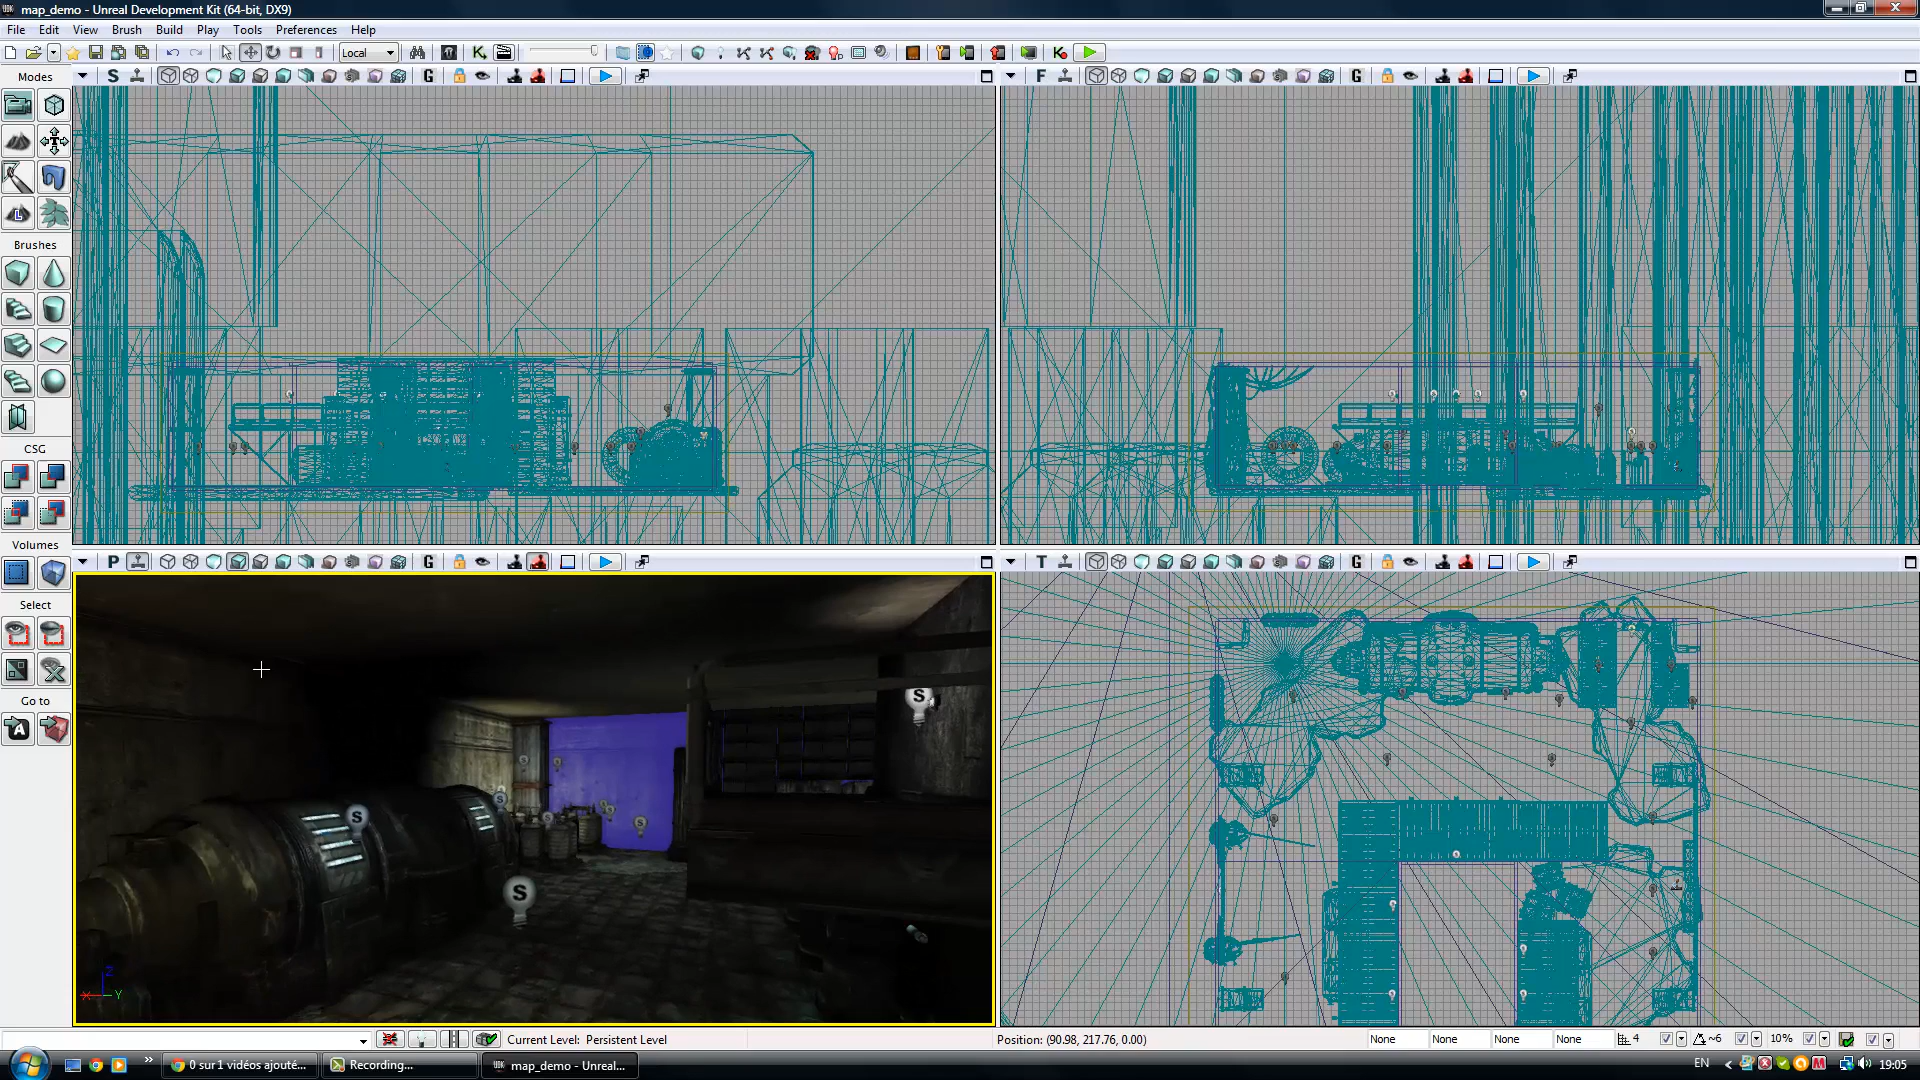 map_demo - Unreal Development Kit (64-bit, DX9)
File Edit View Brush Build Play Tools Preferences Help
Local
Modes
Brushes
CSG
Volumes
Select
Go to
S G
F G
P G
T G
S
S
S
S
S
S
Z
X Y
L
A
Current Level: Persistent Level
Position: (90.98, 217.76, 0.00)
None None None None 4 ~6 10%
0 sur 1 vidéos ajouté...
Recording...
map_demo - Unreal...
EN
19:05